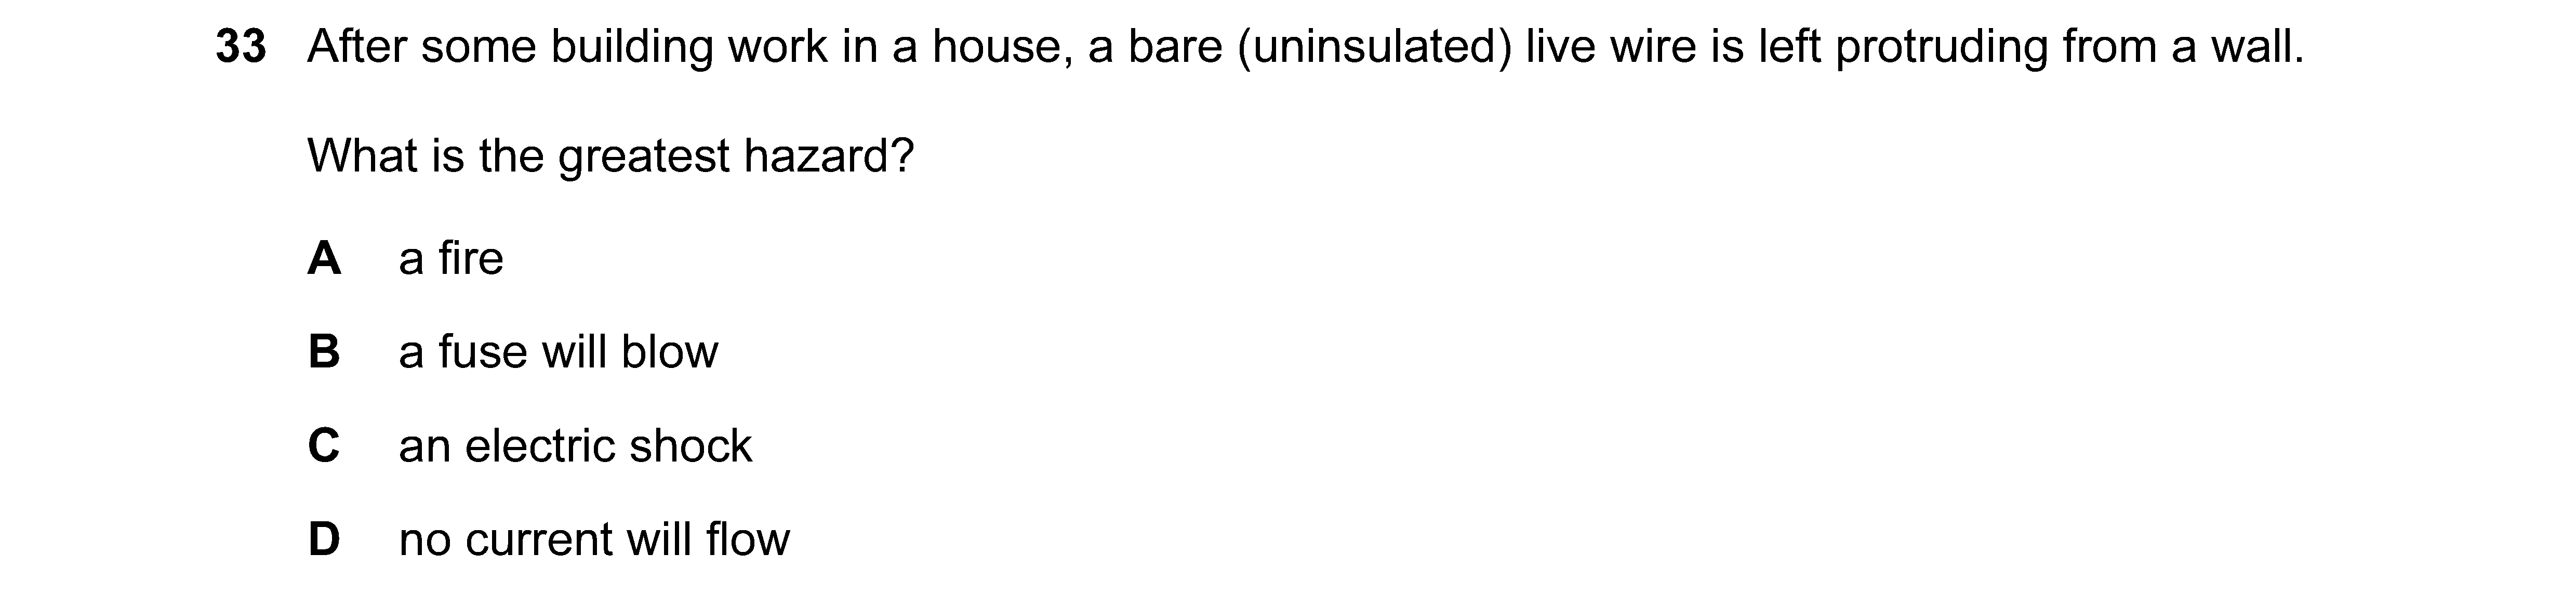 33 After some building work in a house, a bare (uninsulated) live wire is left protruding from a wall.
What is the greatest hazard?
A a fire
B a fuse will blow
C an electric shock
D no current will flow